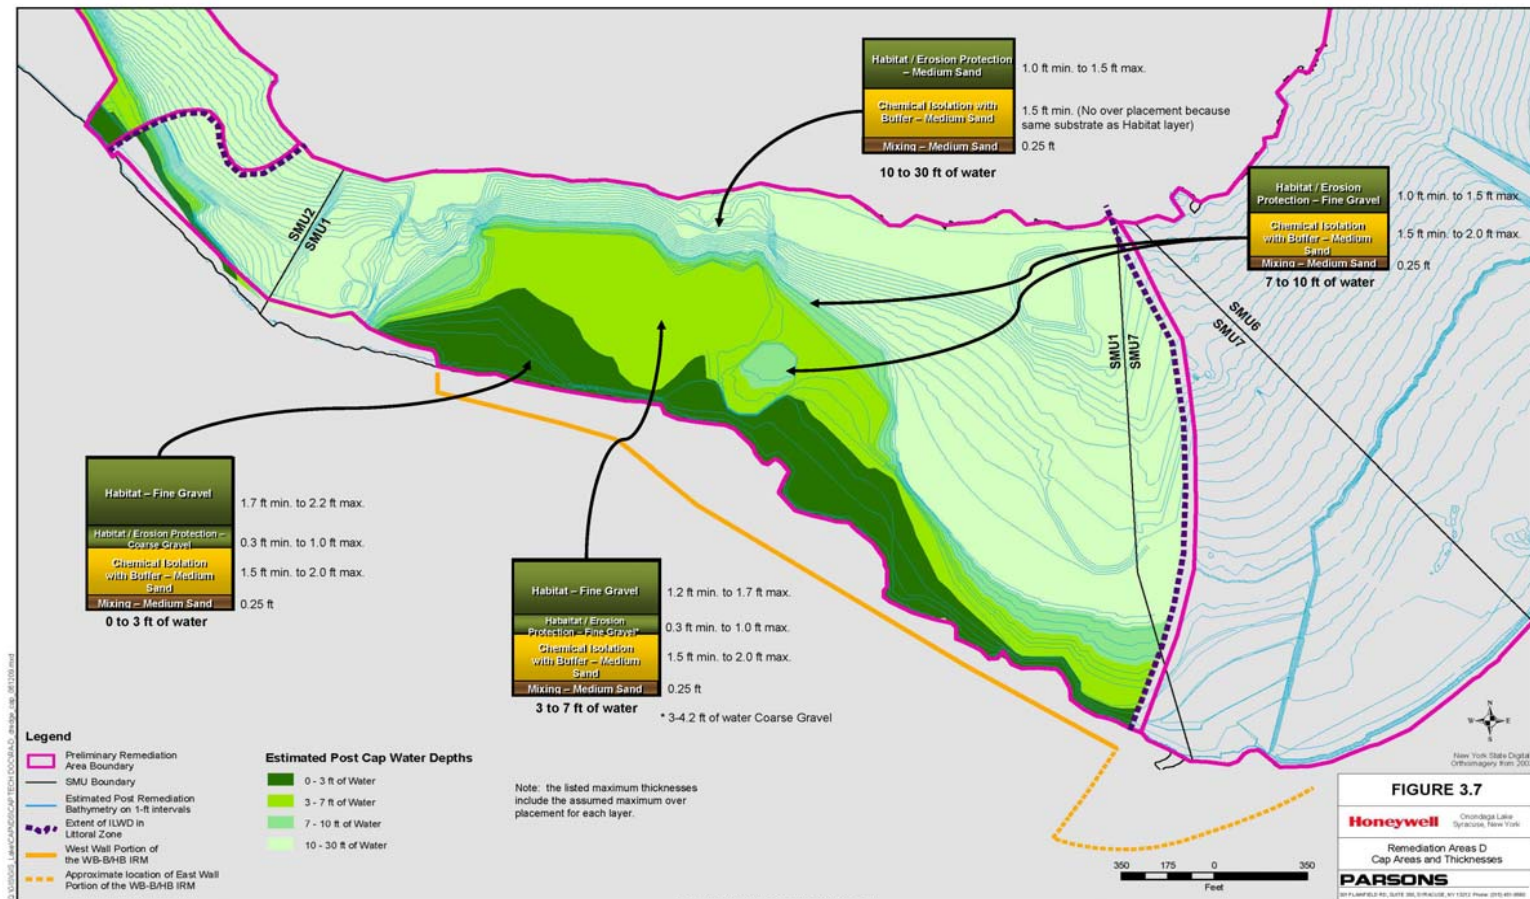 Habitat / Erosion Protection
– Medium Sand
1.0 ft min. to 1.5 ft max.
Chemical Isolation with
Buffer – Medium Sand
1.5 ft min. (No over placement because
same substrate as Habitat layer)
Mixing – Medium Sand
0.25 ft
10 to 30 ft of water
Habitat / Erosion
Protection – Fine Gravel
1.0 ft min. to 1.5 ft max.
Chemical Isolation
with Buffer – Medium
Sand
1.5 ft min. to 2.0 ft max.
Mixing – Medium Sand
0.25 ft
7 to 10 ft of water
SMU2
SMU1
SMU1
SMU7
SMU6
SMU7
Habitat – Fine Gravel
1.7 ft min. to 2.2 ft max.
Habitat / Erosion Protection –
Coarse Gravel
0.3 ft min. to 1.0 ft max.
Chemical Isolation
with Buffer – Medium
Sand
1.5 ft min. to 2.0 ft max.
Mixing – Medium Sand
0.25 ft
0 to 3 ft of water
Habitat – Fine Gravel
1.2 ft min. to 1.7 ft max.
Habaitat / Erosion
Protection – Fine Gravel*
0.3 ft min. to 1.0 ft max.
Chemical Isolation
with Buffer – Medium
Sand
1.5 ft min. to 2.0 ft max.
Mixing – Medium Sand
0.25 ft
3 to 7 ft of water
* 3-4.2 ft of water Coarse Gravel
Legend
Preliminary Remediation
Area Boundary
SMU Boundary
Estimated Post Remediation
Bathymetry on 1-ft intervals
Extent of ILWD in
Littoral Zone
West Wall Portion of
the WB-B/HB IRM
Approximate location of East Wall
Portion of the WB-B/HB IRM
Estimated Post Cap Water Depths
0 - 3 ft of Water
3 - 7 ft of Water
7 - 10 ft of Water
10 - 30 ft of Water
Note: the listed maximum thicknesses
include the assumed maximum over
placement for each layer.
N
W
E
S
New York State Digital
Orthoimagery from
350 175 0 350
Feet
FIGURE 3.7
Honeywell
Onondaga Lake
Syracuse, New York
Remediation Areas D
Cap Areas and Thicknesses
PARSONS